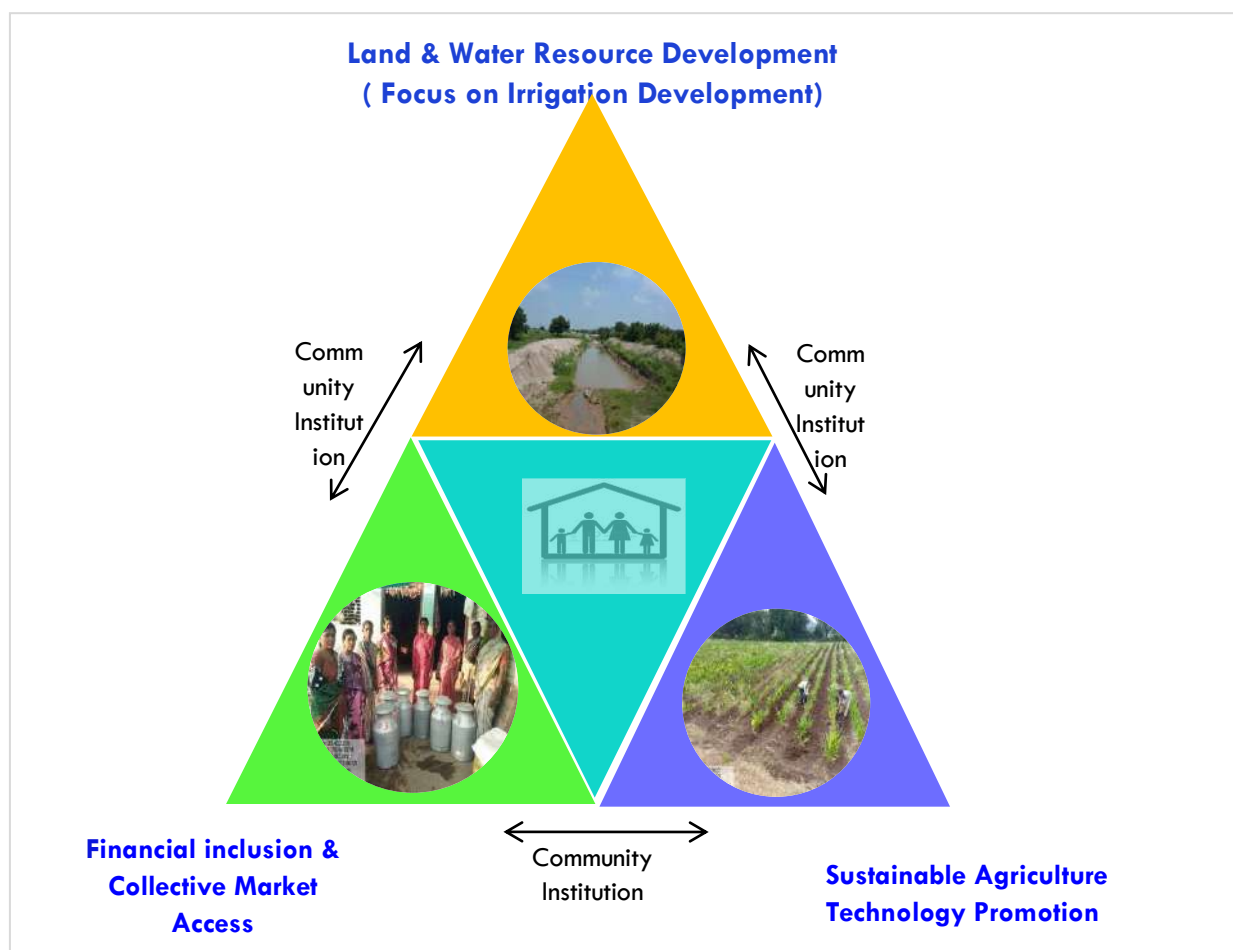 Land & Water Resource Development
( Focus on Irrigation Development)
Comm
unity
Institut
ion
Comm
unity
Institut
ion
Community
Institution
Financial inclusion &
Collective Market
Access
Sustainable Agriculture
Technology Promotion